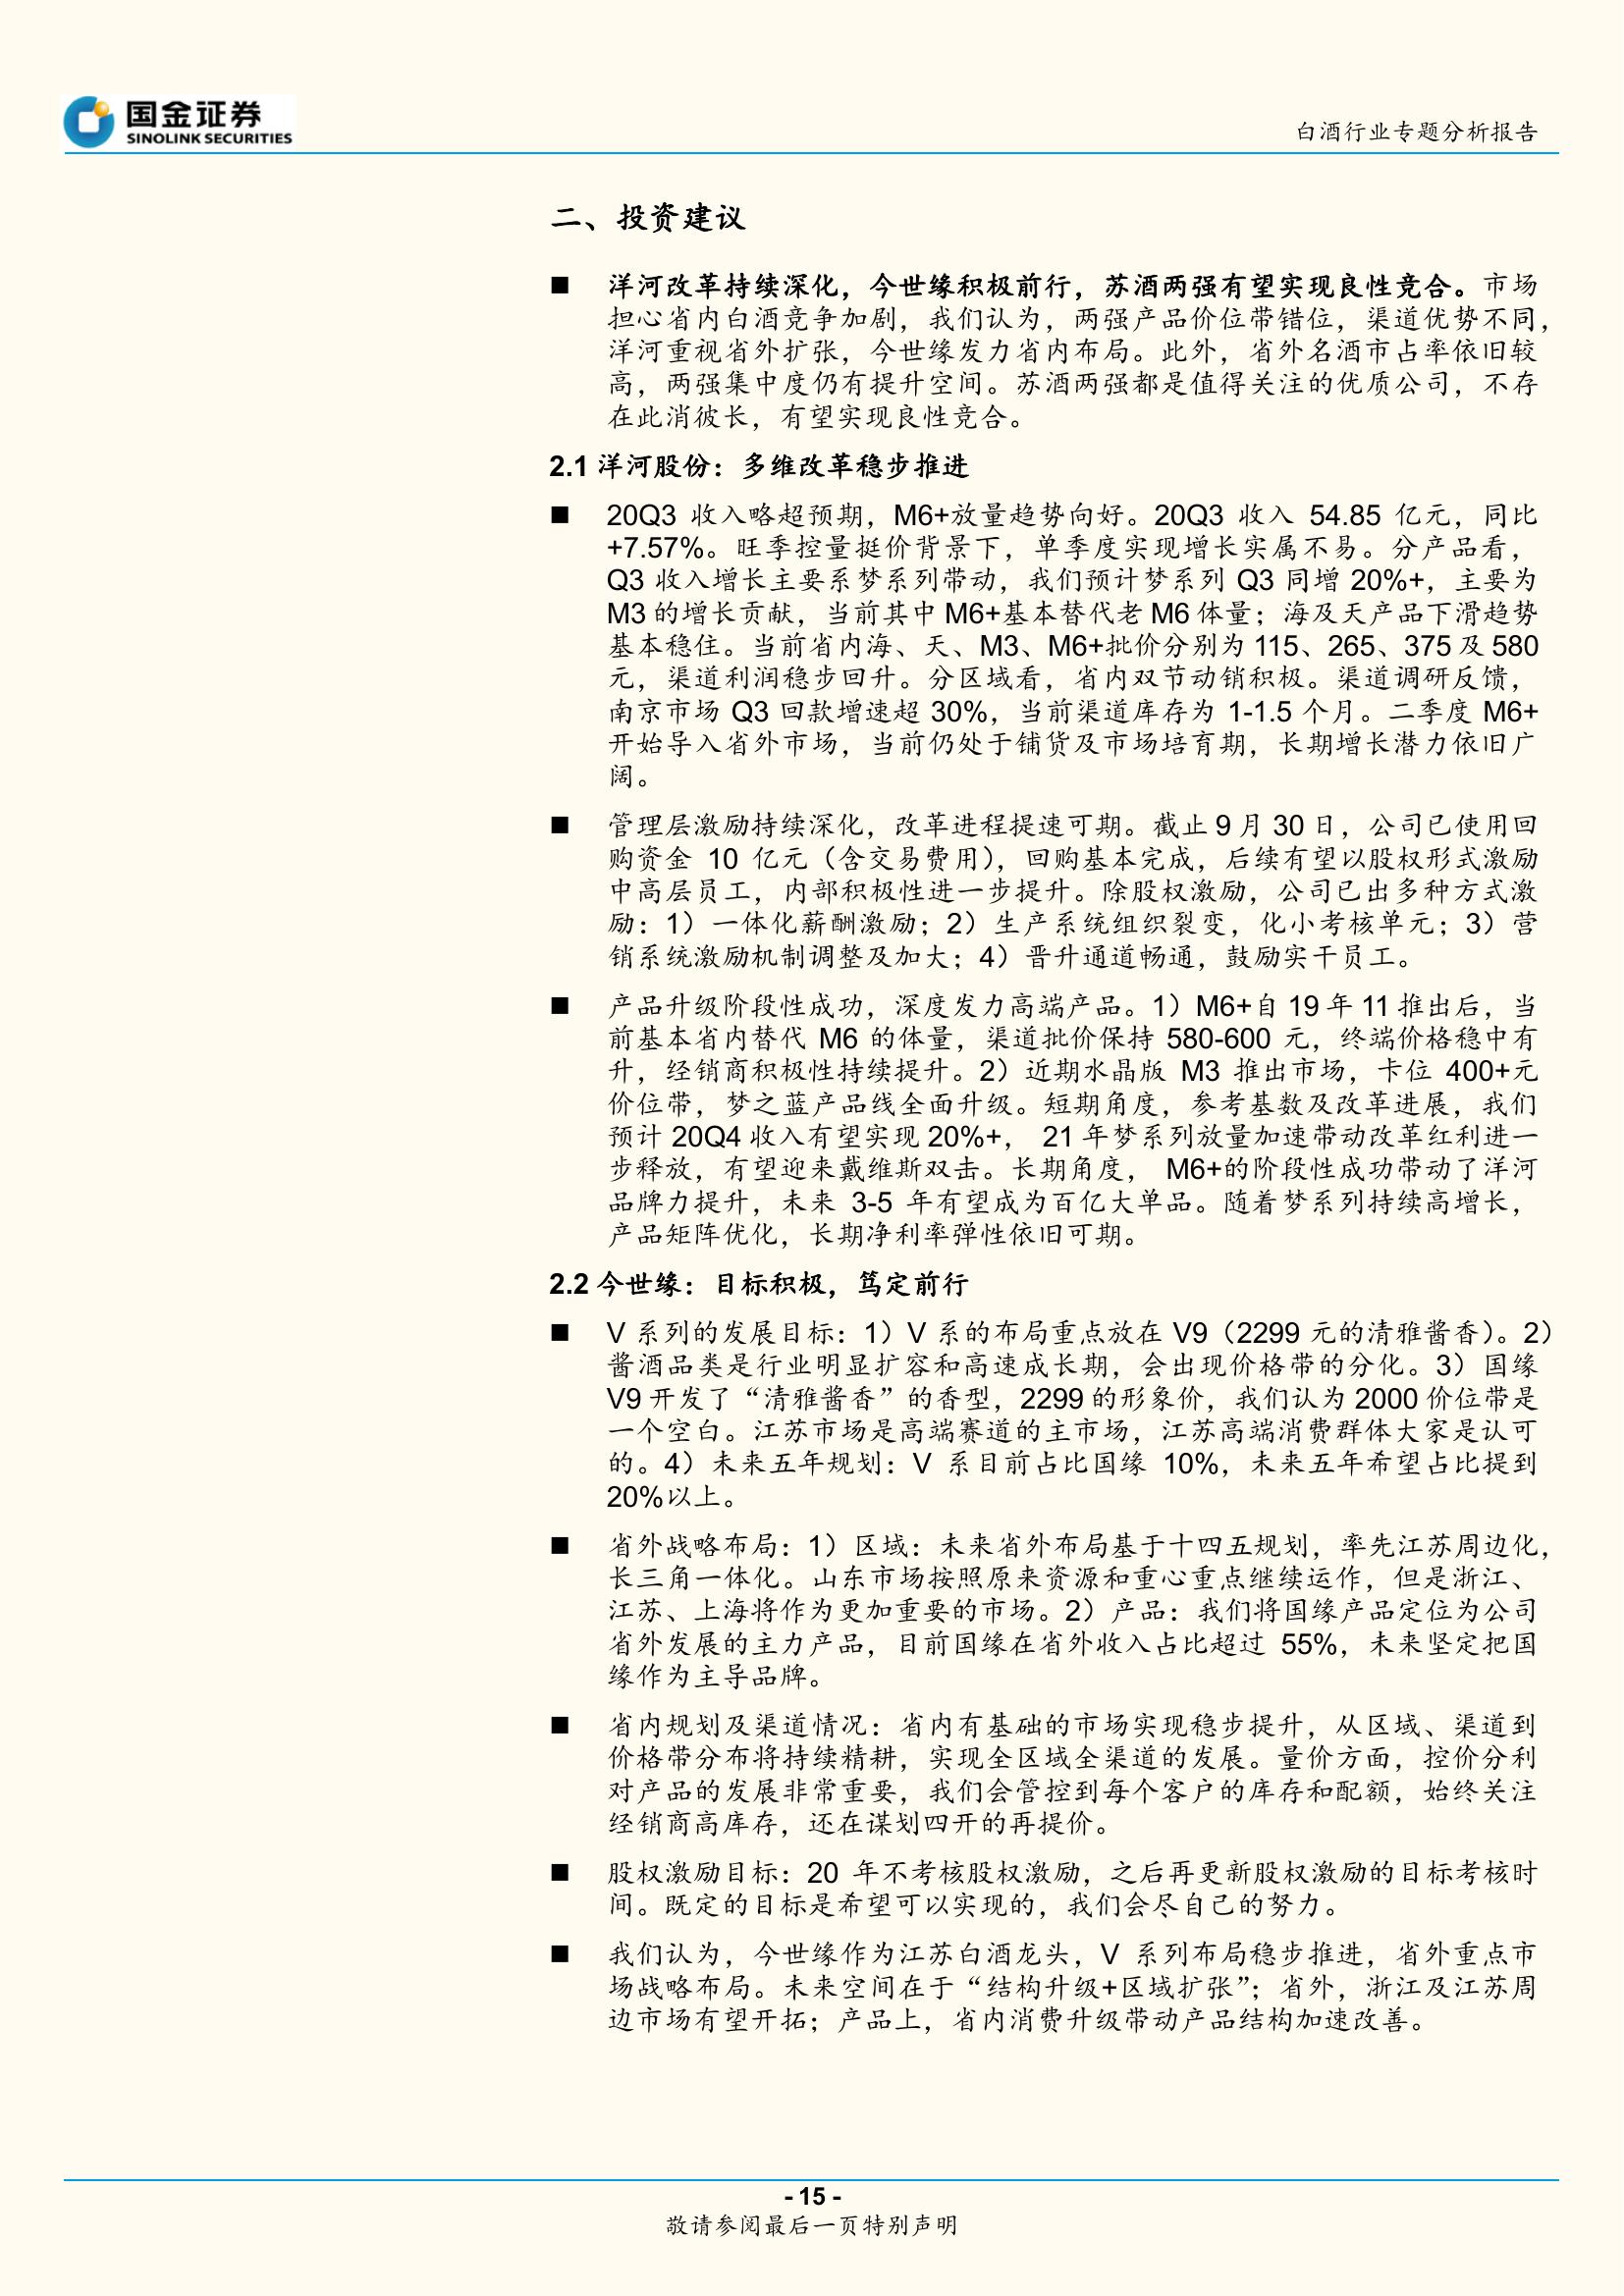 国金证券
SINOLINK SECURITIES
白酒行业专题分析报告
二、投资建议
■ 洋河改革持续深化，今世缘积极前行，苏酒两强有望实现良性竞合。市场
担心省内白酒竞争加剧，我们认为，两强产品价位带错位，渠道优势不同，
洋河重视省外扩张，今世缘发力省内布局。此外，省外名酒市占率依旧较
高，两强集中度仍有提升空间。苏酒两强都是值得关注的优质公司，不存
在此消彼长，有望实现良性竞合。
2.1 洋河股份：多维改革稳步推进
■ 20Q3 收入略超预期，M6+放量趋势向好。20Q3 收入 54.85 亿元，同比
+7.57%。旺季控量挺价背景下，单季度实现增长实属不易。分产品看，
Q3 收入增长主要系梦系列带动，我们预计梦系列 Q3 同增 20%+，主要为
M3 的增长贡献，当前其中 M6+基本替代老 M6 体量；海及天产品下滑趋势
基本稳住。当前省内海、天、M3、M6+批价分别为 115、265、375 及 580
元，渠道利润稳步回升。分区域看，省内双节动销积极。渠道调研反馈，
南京市场 Q3 回款增速超 30%，当前渠道库存为 1-1.5 个月。二季度 M6+
开始导入省外市场，当前仍处于铺货及市场培育期，长期增长潜力依旧广
阔。
■ 管理层激励持续深化，改革进程提速可期。截止 9 月 30 日，公司已使用回
购资金 10 亿元（含交易费用），回购基本完成，后续有望以股权形式激励
中高层员工，内部积极性进一步提升。除股权激励，公司已出多种方式激
励：1）一体化薪酬激励；2）生产系统组织裂变，化小考核单元；3）营
销系统激励机制调整及加大；4）晋升通道畅通，鼓励实干员工。
■ 产品升级阶段性成功，深度发力高端产品。1）M6+自 19 年 11 推出后，当
前基本省内替代 M6 的体量，渠道批价保持 580-600 元，终端价格稳中有
升，经销商积极性持续提升。2）近期水晶版 M3 推出市场，卡位 400+元
价位带，梦之蓝产品线全面升级。短期角度，参考基数及改革进展，我们
预计 20Q4 收入有望实现 20%+， 21 年梦系列放量加速带动改革红利进一
步释放，有望迎来戴维斯双击。长期角度， M6+的阶段性成功带动了洋河
品牌力提升，未来 3-5 年有望成为百亿大单品。随着梦系列持续高增长，
产品矩阵优化，长期净利率弹性依旧可期。
2.2 今世缘：目标积极，笃定前行
■ V 系列的发展目标：1）V 系的布局重点放在 V9（2299 元的清雅酱香）。2）
酱酒品类是行业明显扩容和高速成长期，会出现价格带的分化。3）国缘
V9 开发了“清雅酱香”的香型，2299 的形象价，我们认为 2000 价位带是
一个空白。江苏市场是高端赛道的主市场，江苏高端消费群体大家是认可
的。4）未来五年规划：V 系目前占比国缘 10%，未来五年希望占比提到
20%以上。
■ 省外战略布局：1）区域：未来省外布局基于十四五规划，率先江苏周边化，
长三角一体化。山东市场按照原来资源和重心重点继续运作，但是浙江、
江苏、上海将作为更加重要的市场。2）产品：我们将国缘产品定位为公司
省外发展的主力产品，目前国缘在省外收入占比超过 55%，未来坚定把国
缘作为主导品牌。
■ 省内规划及渠道情况：省内有基础的市场实现稳步提升，从区域、渠道到
价格带分布将持续精耕，实现全区域全渠道的发展。量价方面，控价分利
对产品的发展非常重要，我们会管控到每个客户的库存和配额，始终关注
经销商高库存，还在谋划四开的再提价。
■ 股权激励目标：20 年不考核股权激励，之后再更新股权激励的目标考核时
间。既定的目标是希望可以实现的，我们会尽自己的努力。
■ 我们认为，今世缘作为江苏白酒龙头，V 系列布局稳步推进，省外重点市
场战略布局。未来空间在于“结构升级+区域扩张”；省外，浙江及江苏周
边市场有望开拓；产品上，省内消费升级带动产品结构加速改善。
- 15 -
敬请参阅最后一页特别声明